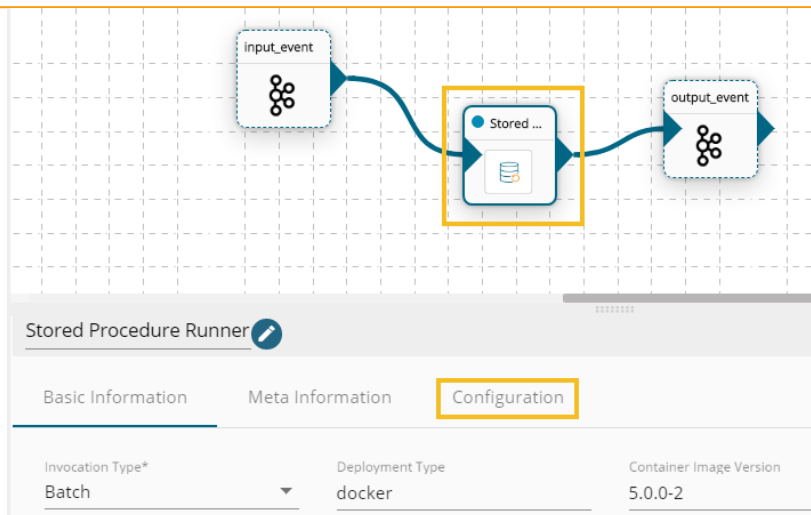 input_event
Stored ...
output_event
Stored Procedure Runner
Basic Information
Meta Information
Configuration
Invocation Type*
Deployment Type
Container Image Version
Batch
docker
5.0.0-2